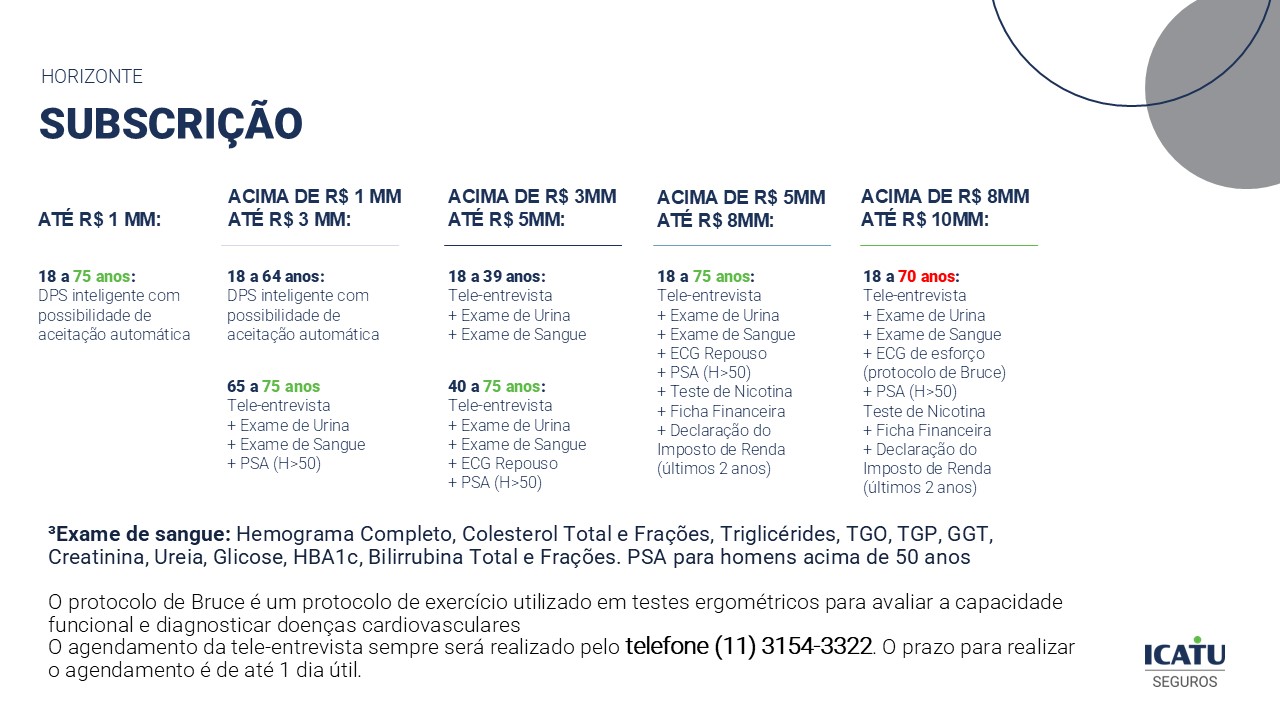 HORIZONTE
SUBSCRIÇÃO
ATÉ R$ 1 MM:
18 a 75 anos:
DPS inteligente com
possibilidade de
aceitação automática
ACIMA DE R$ 1 MM
ATÉ R$ 3 MM:
18 a 64 anos:
DPS inteligente com
possibilidade de
aceitação automática
65 a 75 anos
Tele-entrevista
+ Exame de Urina
+ Exame de Sangue
+ PSA (H>50)
ACIMA DE R$ 3MM
ATÉ R$ 5MM:
18 a 39 anos:
Tele-entrevista
+ Exame de Urina
+ Exame de Sangue
40 a 75 anos:
Tele-entrevista
+ Exame de Urina
+ Exame de Sangue
+ ECG Repouso
+ PSA (H>50)
ACIMA DE R$ 5MM
ATÉ R$ 8MM:
18 a 75 anos:
Tele-entrevista
+ Exame de Urina
+ Exame de Sangue
+ ECG Repouso
+ PSA (H>50)
+ Teste de Nicotina
+ Ficha Financeira
+ Declaração do
Imposto de Renda
(últimos 2 anos)
ACIMA DE R$ 8MM
ATÉ R$ 10MM:
18 a 70 anos:
Tele-entrevista
+ Exame de Urina
+ Exame de Sangue
+ ECG de esforço
(protocolo de Bruce)
+ PSA (H>50)
Teste de Nicotina
+ Ficha Financeira
+ Declaração do
Imposto de Renda
(últimos 2 anos)
³Exame de sangue: Hemograma Completo, Colesterol Total e Frações, Triglicérides, TGO, TGP, GGT,
Creatinina, Ureia, Glicose, HBA1c, Bilirrubina Total e Frações. PSA para homens acima de 50 anos
O protocolo de Bruce é um protocolo de exercício utilizado em testes ergométricos para avaliar a capacidade
funcional e diagnosticar doenças cardiovasculares
O agendamento da tele-entrevista sempre será realizado pelo telefone (11) 3154-3322. O prazo para realizar
o agendamento é de até 1 dia útil.
ICATU
SEGUROS